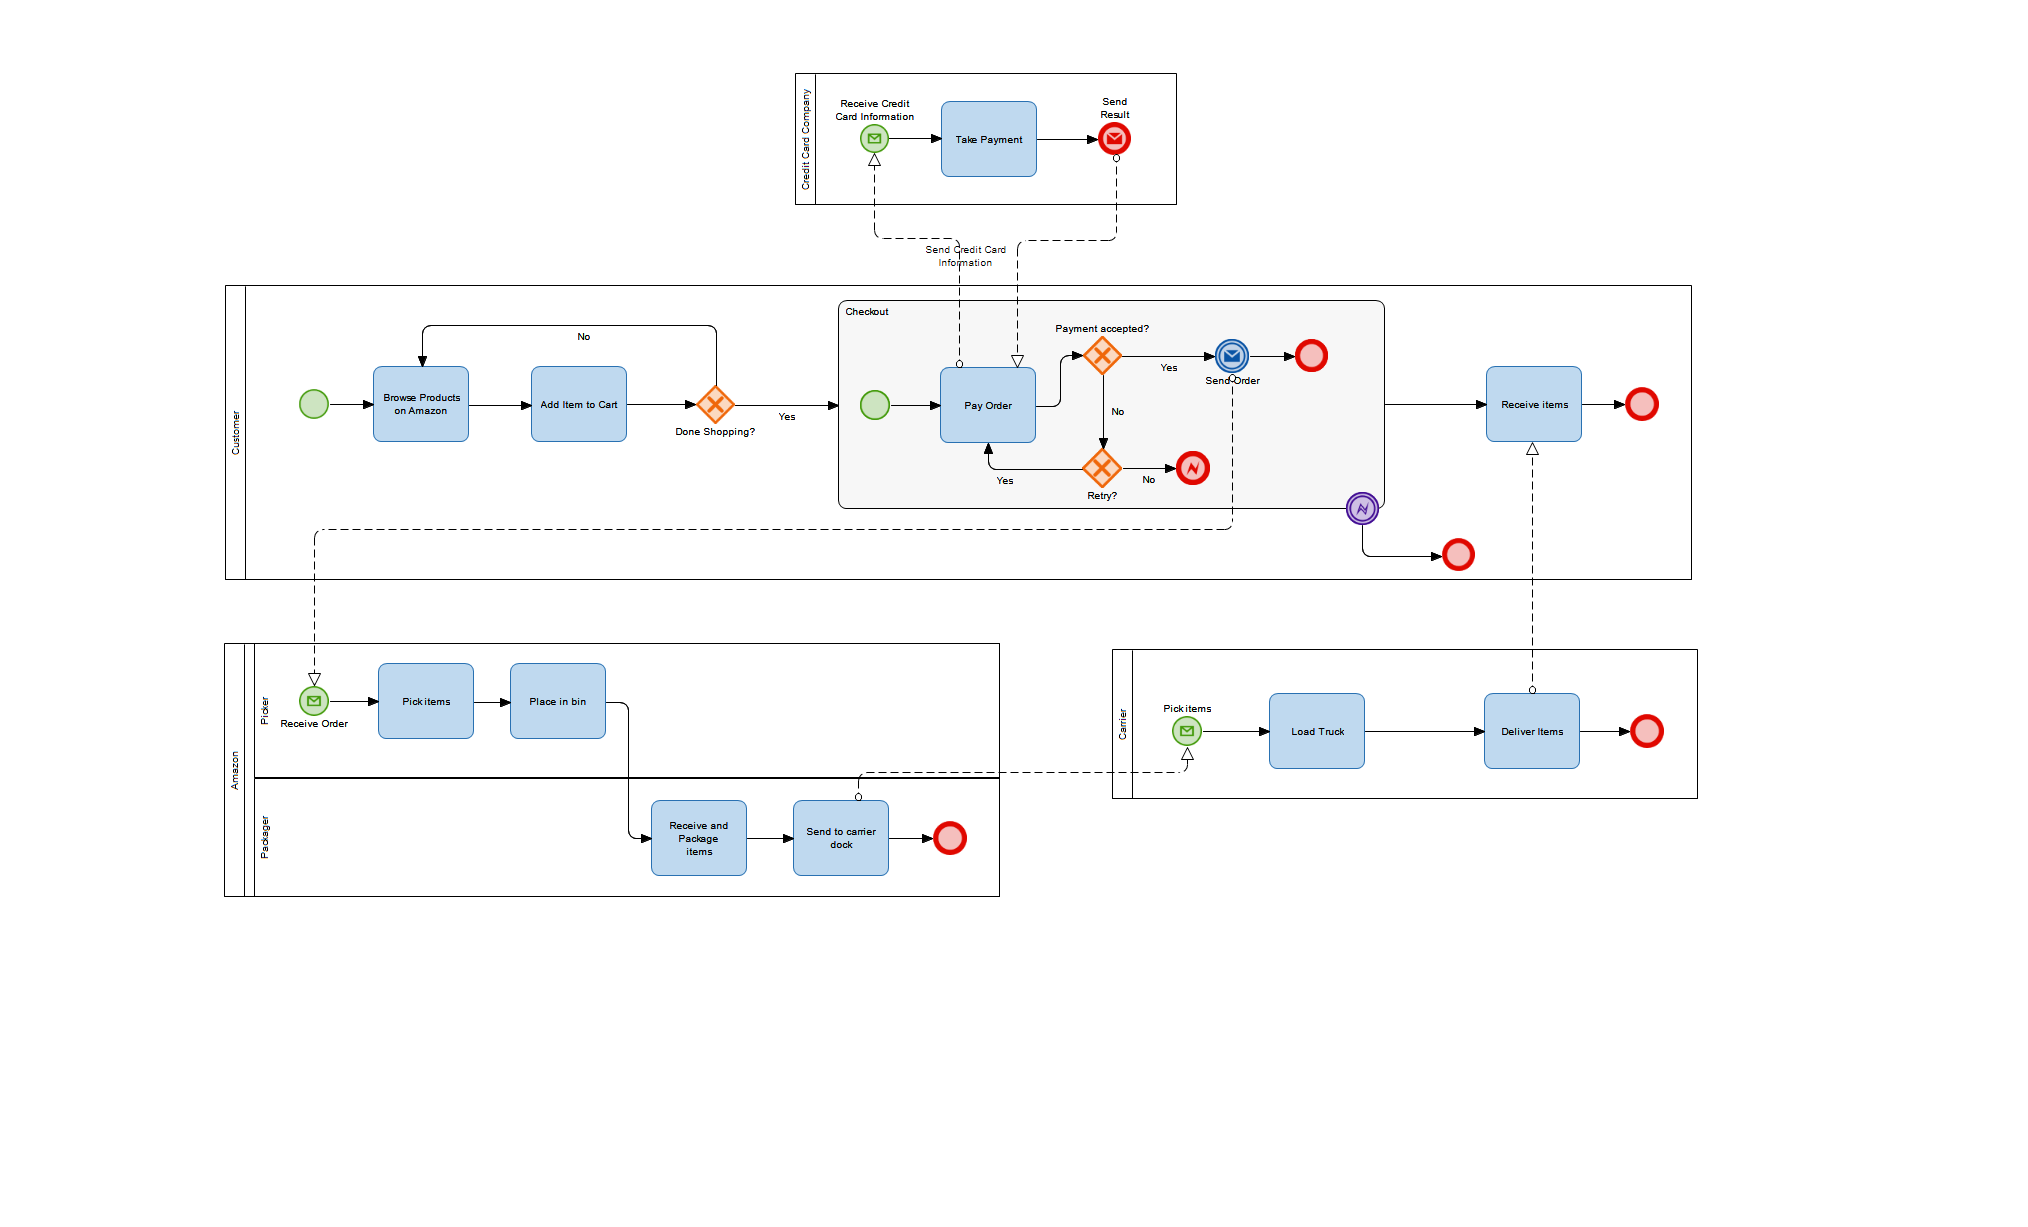 Credit Card Company
Receive Credit
Card Information
Take Payment
Send
Result
Send Credit Card
Information
Customer
No
Browse Products
on Amazon
Add Item to Cart
Done Shopping?
Yes
Checkout
Pay Order
Payment accepted?
Yes
Send Order
No
Retry?
Yes
No
Receive items
Amazon
Picker
Receive Order
Pick items
Place in bin
Packager
Receive and
Package
items
Send to carrier
dock
Carrier
Pick items
Load Truck
Deliver Items